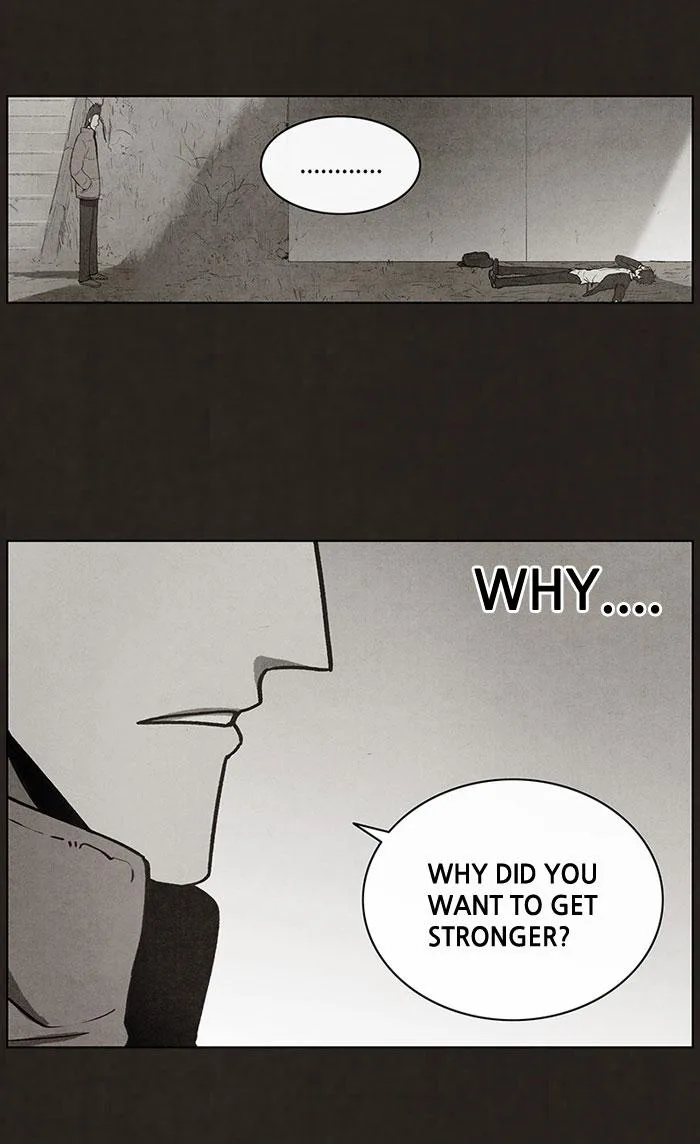 ............
WHY....
WHY DID YOU
WANT TO GET
STRONGER?